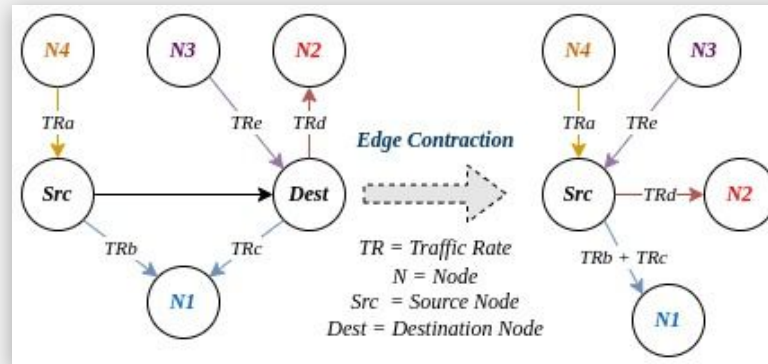 N4
N3
N2
TRa
TRe
TRd
Src
Dest
TRb
TRc
N1
Edge Contraction
TR = Traffic Rate
N = Node
Src = Source Node
Dest = Destination Node
N4
N3
TRa
TRe
Src
TRd
N2
TRb + TRc
N1